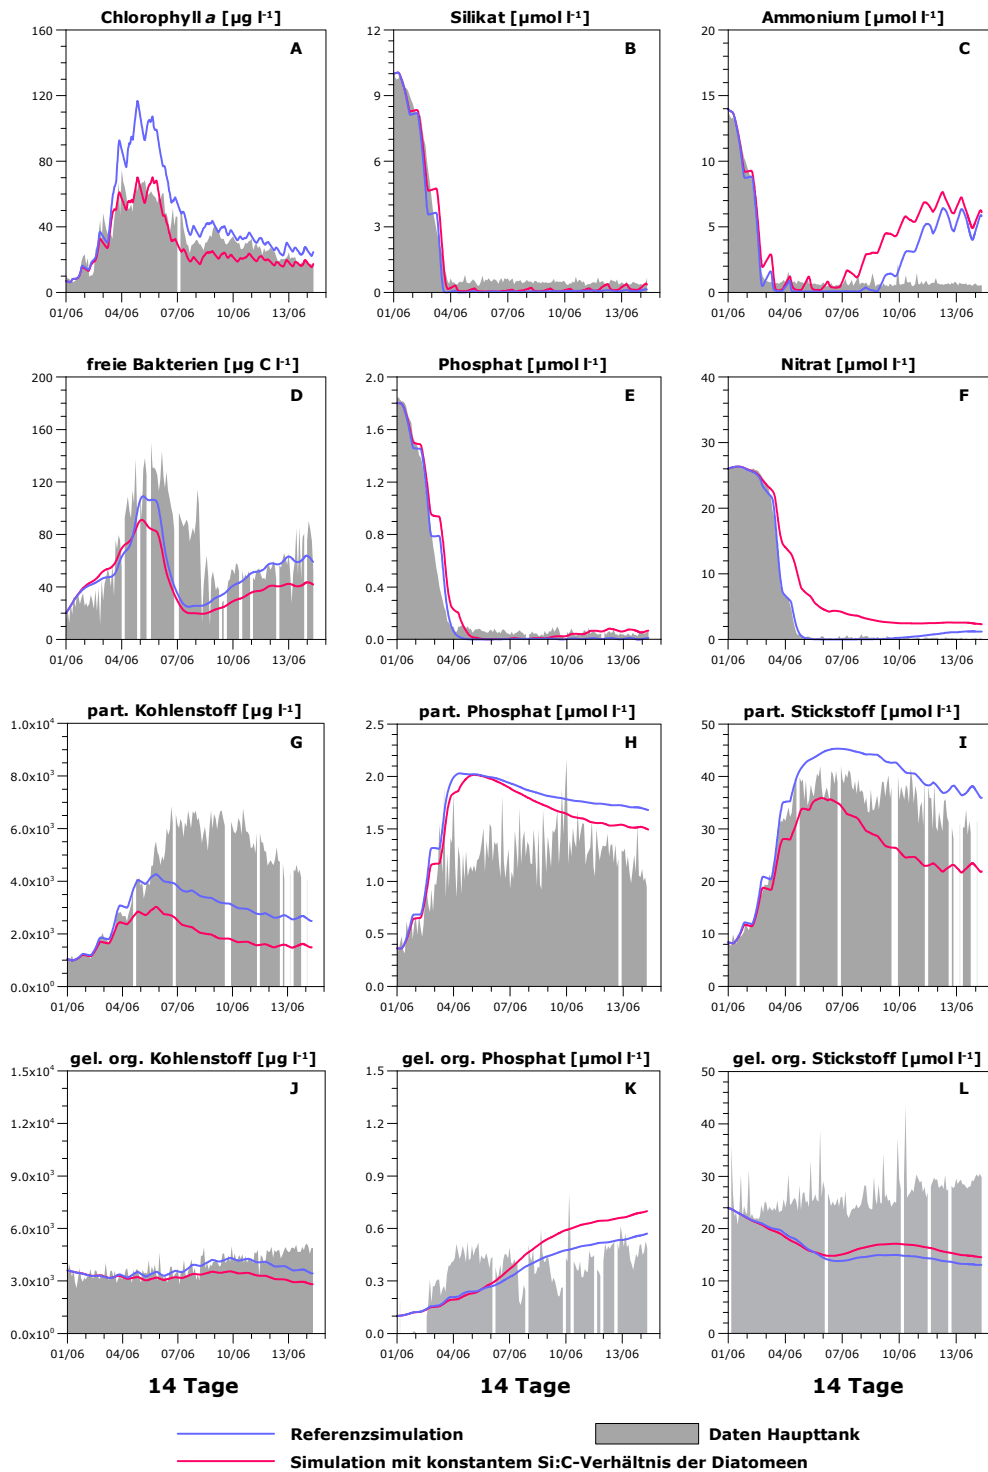 Chlorophyll a [µg l-1]
Silikat [µmol l-1]
Ammonium [µmol l-1]
160
120
80
40
0
A
01/06 04/06 07/06 10/06 13/06
12
9
6
3
0
B
01/06 04/06 07/06 10/06 13/06
20
15
14
10
5
0
C
01/06 04/06 07/06 10/06 13/06
freie Bakterien [µg C l-1]
Phosphat [µmol l-1]
Nitrat [µmol l-1]
200
160
120
80
40
0
D
01/06 04/06 07/06 10/06 13/06
2.0
1.6
1.2
0.8
0.4
0.0
E
01/06 04/06 07/06 10/06 13/06
40
30
20
10
0
F
01/06 04/06 07/06 10/06 13/06
part. Kohlenstoff [µg l-1]
part. Phosphat [µmol l-1]
part. Stickstoff [µmol l-1]
1.0x10⁴
8.0x10³
6.0x10³
4.0x10³
2.0x10³
0.0x10⁰
G
01/06 04/06 07/06 10/06 13/06
2.5
2.0
1.5
1.0
0.5
0.0
H
01/06 04/06 07/06 10/06 13/06
50
40
30
20
10
0
I
01/06 04/06 07/06 10/06 13/06
gel. org. Kohlenstoff [µg l-1]
gel. org. Phosphat [µmol l-1]
gel. org. Stickstoff [µmol l-1]
1.5x10⁴
1.2x10⁴
9.0x10³
6.0x10³
3.0x10³
0.0x10⁰
J
01/06 04/06 07/06 10/06 13/06
1.5
1.2
0.9
0.6
0.3
0.0
K
01/06 04/06 07/06 10/06 13/06
50
40
30
20
10
0
L
01/06 04/06 07/06 10/06 13/06
14 Tage
14 Tage
14 Tage
Referenzsimulation
Daten Haupttank
Simulation mit konstantem Si:C-Verhältnis der Diatomeen